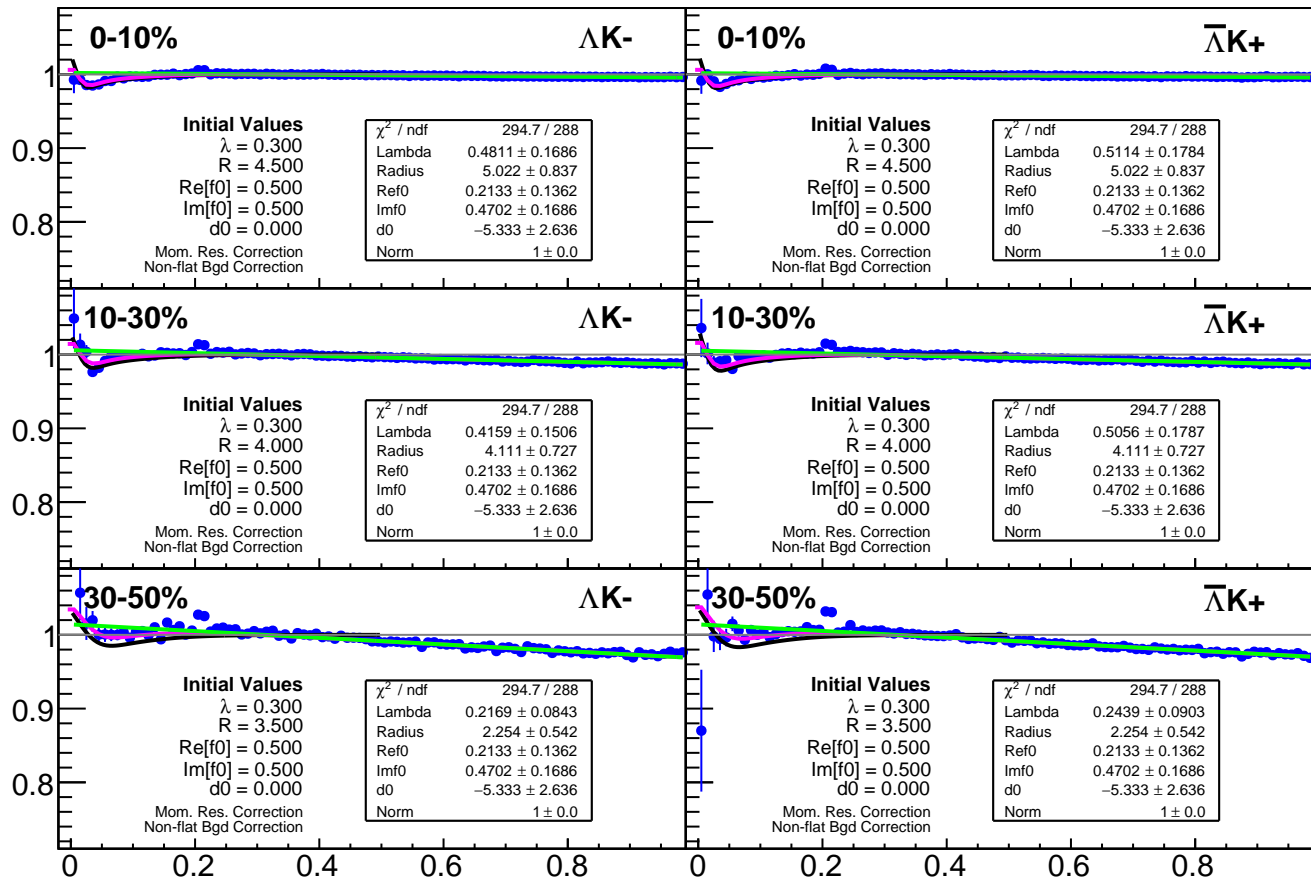 0-10% ΛK-
1
0.9
0.8
Initial Values
λ = 0.300
R = 4.500
Re[f0] = 0.500
Im[f0] = 0.500
d0 = 0.000
Mom. Res. Correction
Non-flat Bgd Correction
χ² / ndf 294.7 / 288
Lambda 0.4811 ± 0.1686
Radius 5.022 ± 0.837
Ref0 0.2133 ± 0.1362
Imf0 0.4702 ± 0.1686
d0 −5.333 ± 2.636
Norm 1 ± 0.0
0-10% Λ̅K+
Initial Values
λ = 0.300
R = 4.500
Re[f0] = 0.500
Im[f0] = 0.500
d0 = 0.000
Mom. Res. Correction
Non-flat Bgd Correction
χ² / ndf 294.7 / 288
Lambda 0.5114 ± 0.1784
Radius 5.022 ± 0.837
Ref0 0.2133 ± 0.1362
Imf0 0.4702 ± 0.1686
d0 −5.333 ± 2.636
Norm 1 ± 0.0
10-30% ΛK-
1
0.9
0.8
Initial Values
λ = 0.300
R = 4.000
Re[f0] = 0.500
Im[f0] = 0.500
d0 = 0.000
Mom. Res. Correction
Non-flat Bgd Correction
χ² / ndf 294.7 / 288
Lambda 0.4159 ± 0.1506
Radius 4.111 ± 0.727
Ref0 0.2133 ± 0.1362
Imf0 0.4702 ± 0.1686
d0 −5.333 ± 2.636
Norm 1 ± 0.0
10-30% Λ̅K+
Initial Values
λ = 0.300
R = 4.000
Re[f0] = 0.500
Im[f0] = 0.500
d0 = 0.000
Mom. Res. Correction
Non-flat Bgd Correction
χ² / ndf 294.7 / 288
Lambda 0.5056 ± 0.1787
Radius 4.111 ± 0.727
Ref0 0.2133 ± 0.1362
Imf0 0.4702 ± 0.1686
d0 −5.333 ± 2.636
Norm 1 ± 0.0
30-50% ΛK-
1
0.9
0.8
Initial Values
λ = 0.300
R = 3.500
Re[f0] = 0.500
Im[f0] = 0.500
d0 = 0.000
Mom. Res. Correction
Non-flat Bgd Correction
χ² / ndf 294.7 / 288
Lambda 0.2169 ± 0.0843
Radius 2.254 ± 0.542
Ref0 0.2133 ± 0.1362
Imf0 0.4702 ± 0.1686
d0 −5.333 ± 2.636
Norm 1 ± 0.0
30-50% Λ̅K+
Initial Values
λ = 0.300
R = 3.500
Re[f0] = 0.500
Im[f0] = 0.500
d0 = 0.000
Mom. Res. Correction
Non-flat Bgd Correction
χ² / ndf 294.7 / 288
Lambda 0.2439 ± 0.0903
Radius 2.254 ± 0.542
Ref0 0.2133 ± 0.1362
Imf0 0.4702 ± 0.1686
d0 −5.333 ± 2.636
Norm 1 ± 0.0
0 0.2 0.4 0.6 0.8 0 0.2 0.4 0.6 0.8